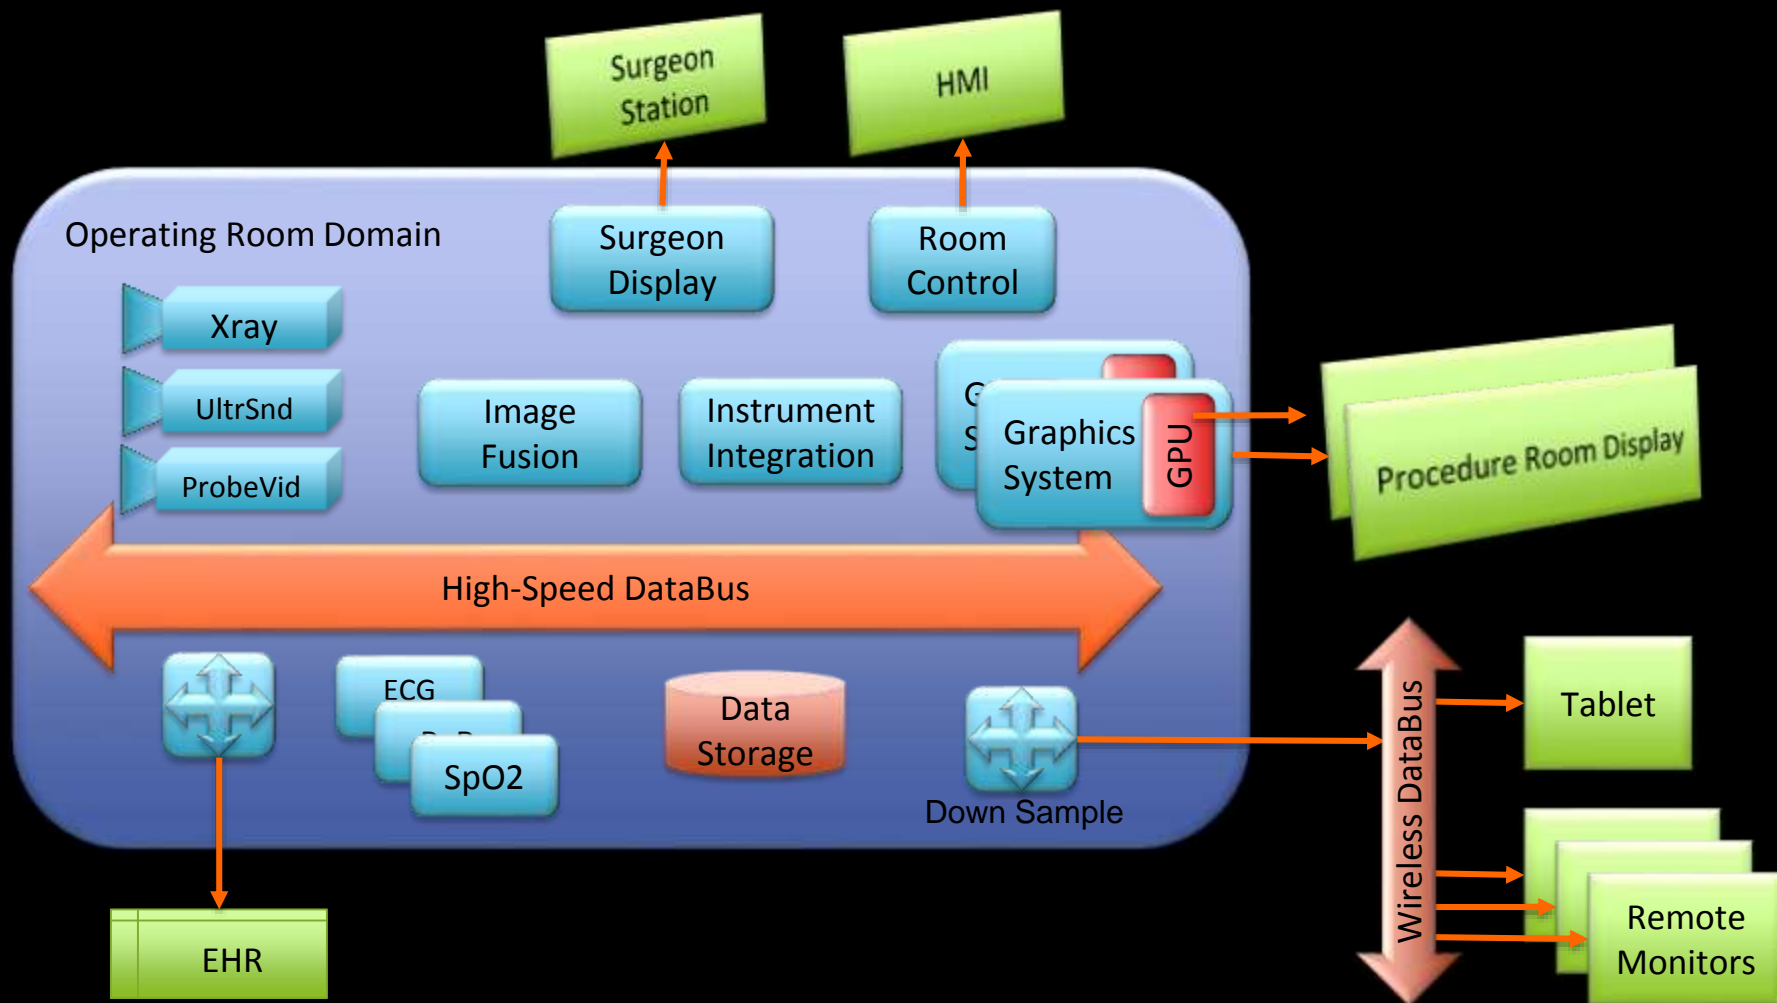 Surgeon
Station
HMI
Operating Room Domain
Surgeon
Display
Room
Control
Xray
UltrSnd
ProbeVid
Image
Fusion
Instrument
Integration
G
S
Graphics
System
GPU
Procedure Room Display
High-Speed DataBus
ECG
SpO2
Data
Storage
Down Sample
Wireless DataBus
Tablet
Remote
Monitors
EHR